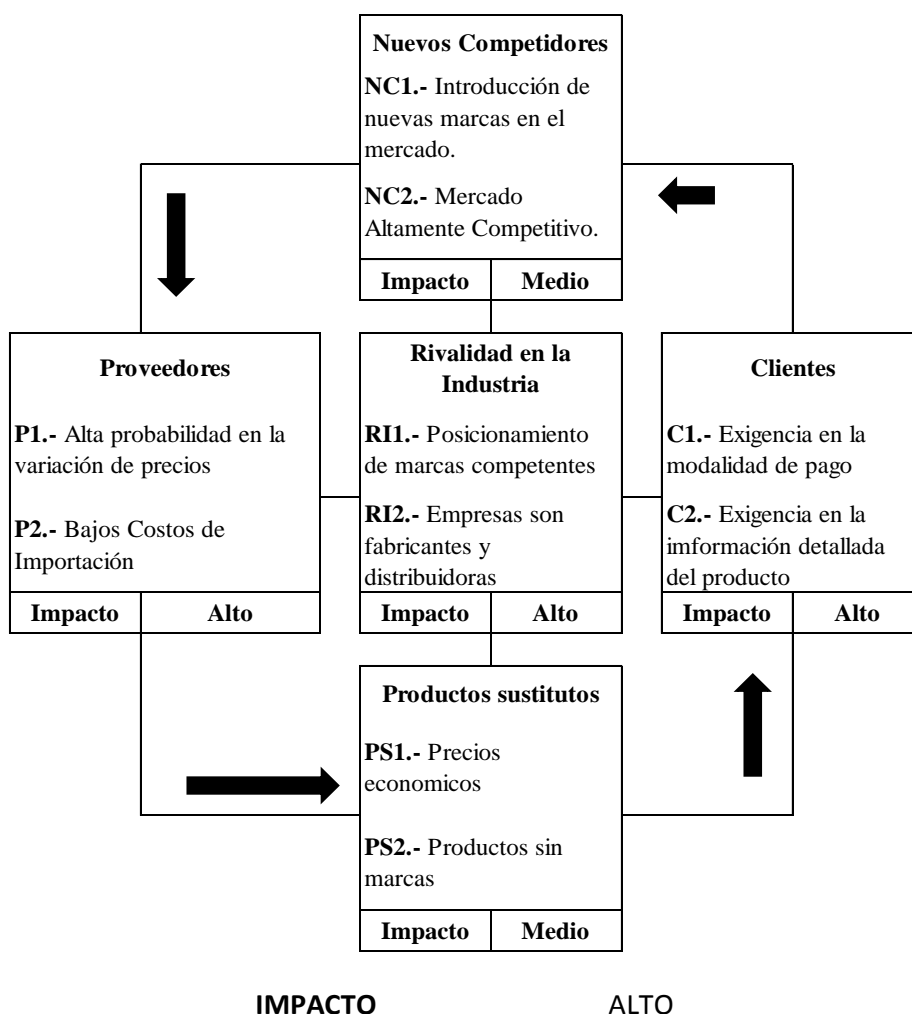 Nuevos Competidores
NC1.- Introducción de
nuevas marcas en el
mercado.
NC2.- Mercado
Altamente Competitivo.
Impacto Medio
Proveedores
P1.- Alta probabilidad en la
variación de precios
P2.- Bajos Costos de
Importación
Impacto Alto
Rivalidad en la
Industria
RI1.- Posicionamiento
de marcas competentes
RI2.- Empresas son
fabricantes y
distribuidoras
Impacto Alto
Clientes
C1.- Exigencia en la
modalidad de pago
C2.- Exigencia en la
imformación detallada
del producto
Impacto Alto
Productos sustitutos
PS1.- Precios
economicos
PS2.- Productos sin
marcas
Impacto Medio
IMPACTO ALTO